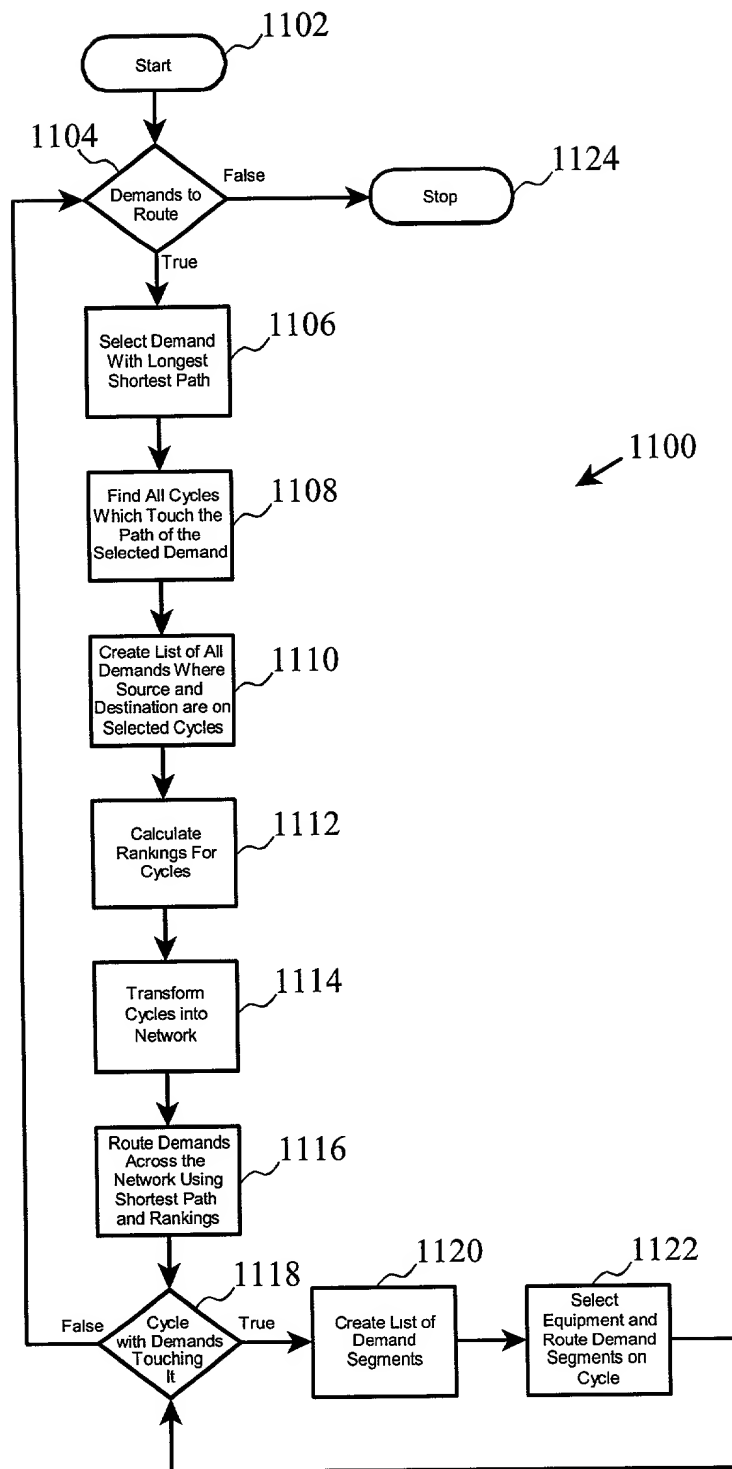 1102
Start
1104
Demands to
Route
False
Stop
1124
True
1106
Select Demand
With Longest
Shortest Path
1100
1108
Find All Cycles
Which Touch the
Path of the
Selected Demand
1110
Create List of All
Demands Where
Source and
Destination are on
Selected Cycles
1112
Calculate
Rankings For
Cycles
1114
Transform
Cycles into
Network
1116
Route Demands
Across the
Network Using
Shortest Path
and Rankings
1118
False
Cycle
with Demands
Touching
It
True
1120
Create List of
Demand
Segments
1122
Select
Equipment and
Route Demand
Segments on
Cycle